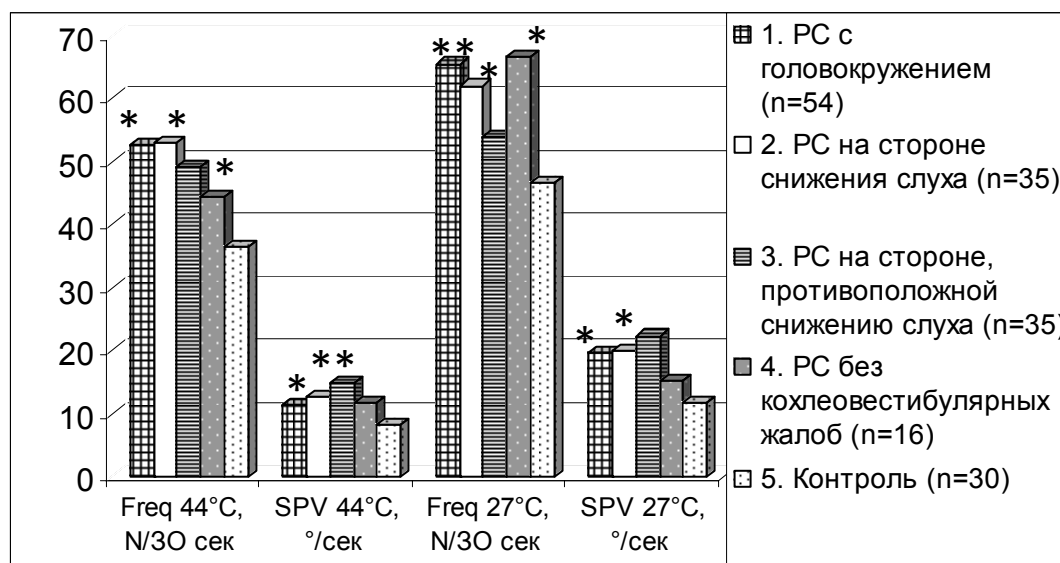 70
60
50
40
30
20
10
0
* * * * * * * * * * * *
Freq 44°C,
N/30 сек
SPV 44°C,
°/сек
Freq 27°C,
N/30 сек
SPV 27°C,
°/сек
1. РС с
головокружением
(n=54)
2. РС на стороне
снижения слуха (n=35)
3. РС на стороне,
противоположной
снижению слуха (n=35)
4. РС без
кохлеовестибулярных
жалоб (n=16)
5. Контроль (n=30)